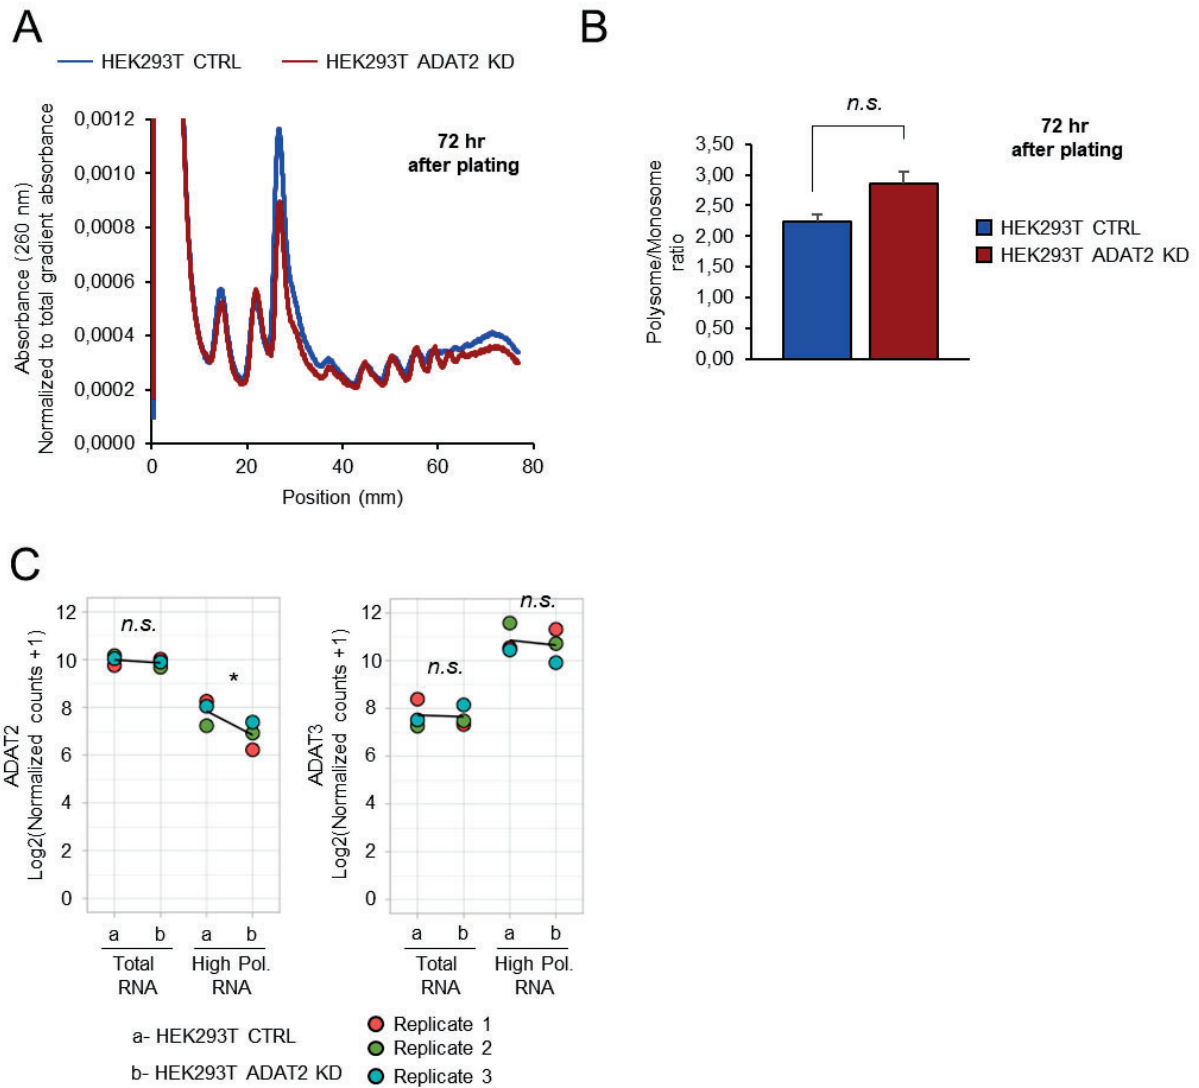 A
HEK293T CTRL
HEK293T ADAT2 KD
Absorbance (260 nm)
Normalized to total gradient absorbance
0,0012
0,0010
0,0008
0,0006
0,0004
0,0002
0,0000
72 hr
after plating
0
20
40
60
80
Position (mm)
B
n.s.
72 hr
after plating
Polysome/Monosome
ratio
3,50
3,00
2,50
2,00
1,50
1,00
0,50
0,00
HEK293T CTRL
HEK293T ADAT2 KD
C
ADAT2
Log2(Normalized counts +1)
12
10
8
6
4
2
0
n.s.
*
a
b
a
b
Total
RNA
High Pol.
RNA
ADAT3
Log2(Normalized counts +1)
12
10
8
6
4
2
0
n.s.
n.s.
a
b
a
b
Total
RNA
High Pol.
RNA
a- HEK293T CTRL
b- HEK293T ADAT2 KD
Replicate 1
Replicate 2
Replicate 3